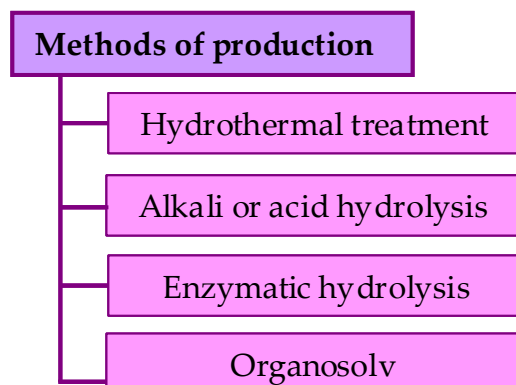 Methods of production
Hydrothermal treatment
Alkali or acid hydrolysis
Enzymatic hydrolysis
Organosolv